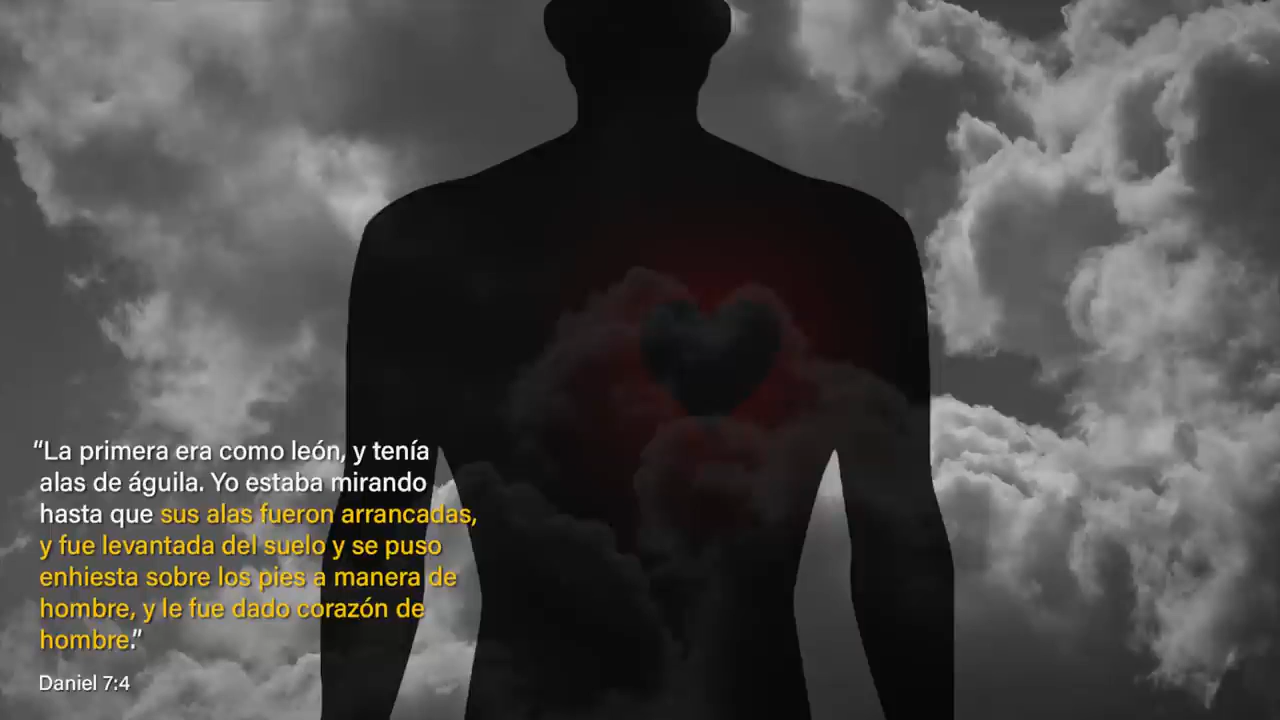 “La primera era como león, y tenía
alas de águila. Yo estaba mirando
hasta que sus alas fueron arrancadas,
y fue levantada del suelo y se puso
enhiesta sobre los pies a manera de
hombre, y le fue dado corazón de
hombre.”
Daniel 7:4